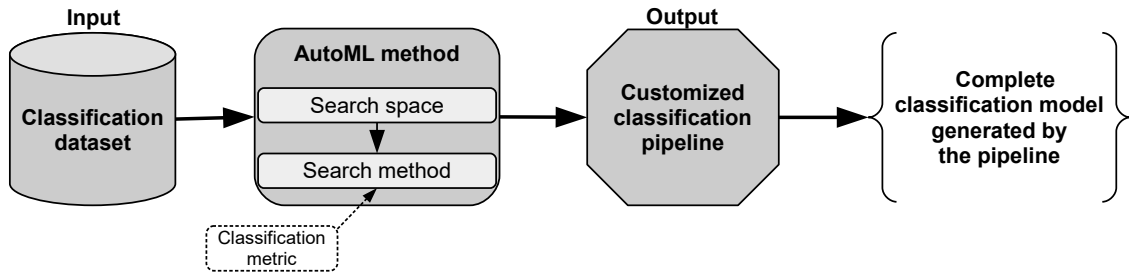 Input
Classification
dataset
AutoML method
Search space
Search method
Classification
metric
Output
Customized
classification
pipeline
Complete
classification model
generated by
the pipeline